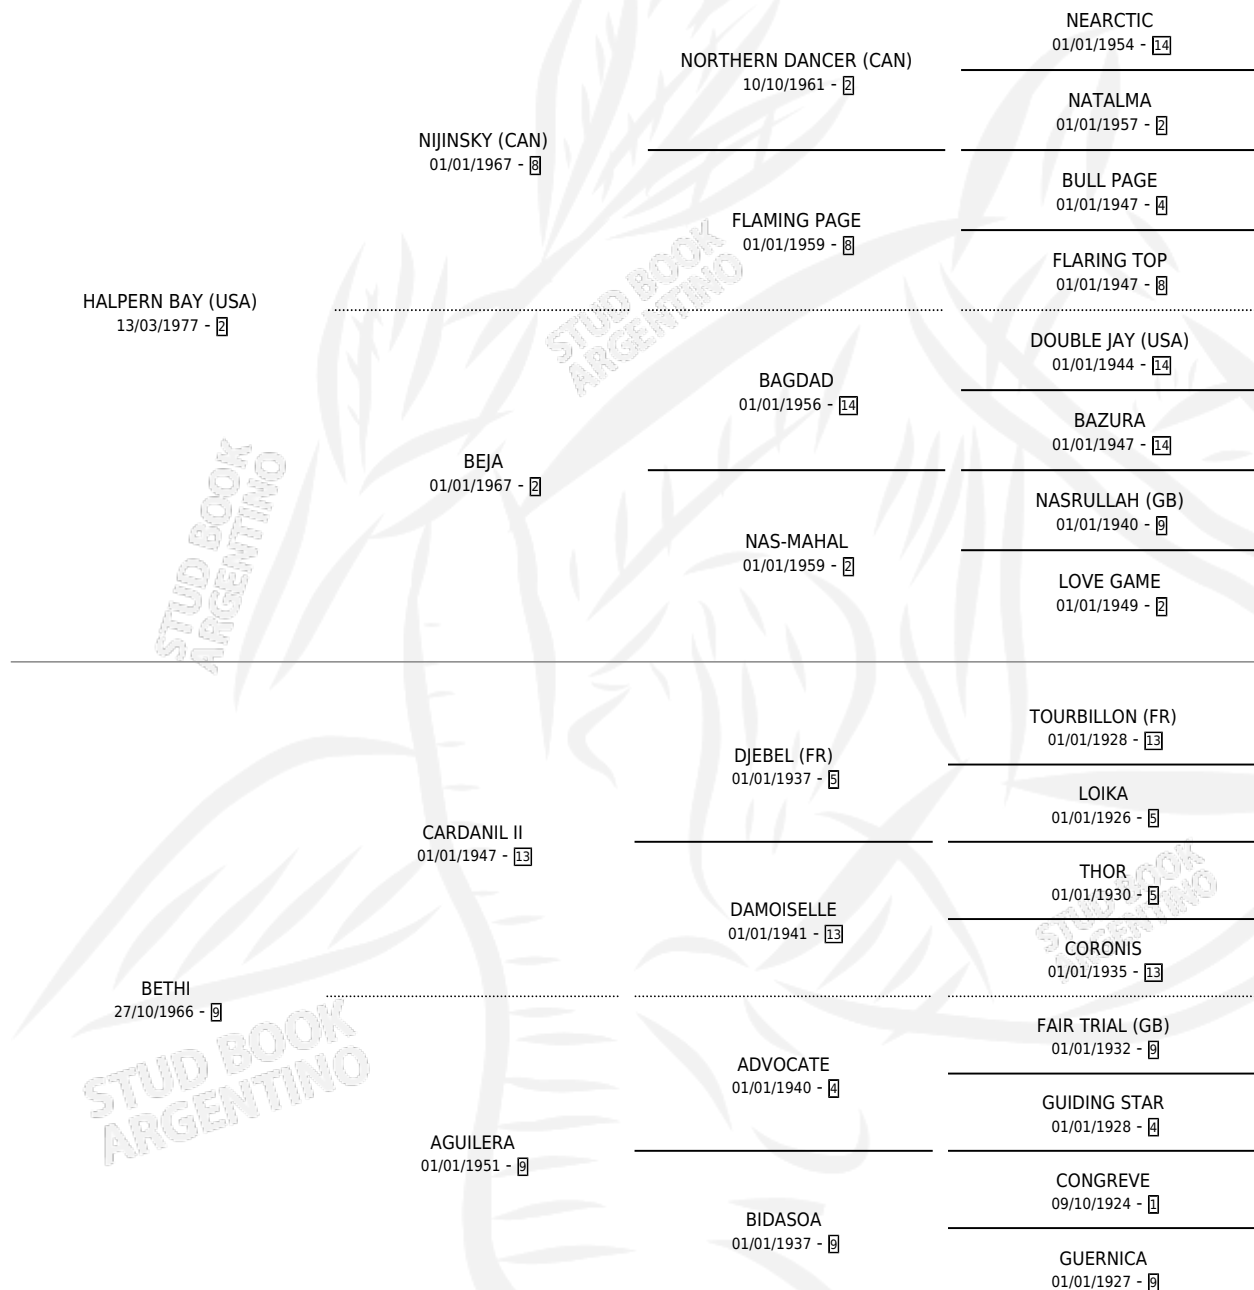 NEARCTIC
01/01/1954 - 14
NORTHERN DANCER (CAN)
10/10/1961 - 2
NATALMA
01/01/1957 - 2
NIJINSKY (CAN)
01/01/1967 - 8
BULL PAGE
01/01/1947 - 4
FLAMING PAGE
01/01/1959 - 8
FLARING TOP
01/01/1947 - 8
HALPERN BAY (USA)
13/03/1977 - 2
DOUBLE JAY (USA)
01/01/1944 - 14
BAGDAD
01/01/1956 - 14
BAZURA
01/01/1947 - 14
BEJA
01/01/1967 - 2
NASRULLAH (GB)
01/01/1940 - 9
NAS-MAHAL
01/01/1959 - 2
LOVE GAME
01/01/1949 - 2
TOURBILLON (FR)
01/01/1928 - 13
DJEBEL (FR)
01/01/1937 - 5
LOIKA
01/01/1926 - 5
CARDANIL II
01/01/1947 - 13
THOR
01/01/1930 - 5
DAMOISELLE
01/01/1941 - 13
CORONIS
01/01/1935 - 13
BETHI
27/10/1966 - 9
FAIR TRIAL (GB)
01/01/1932 - 9
ADVOCATE
01/01/1940 - 4
GUIDING STAR
01/01/1928 - 4
AGUILERA
01/01/1951 - 9
CONGREVE
09/10/1924 - 1
BIDASOA
01/01/1937 - 9
GUERNICA
01/01/1927 - 9
STUD BOOK
ARGENTINO
STUD BOOK
ARGENTINO
STUD BOOK
ARGENTINO
STUD BOOK
ARGENTINO